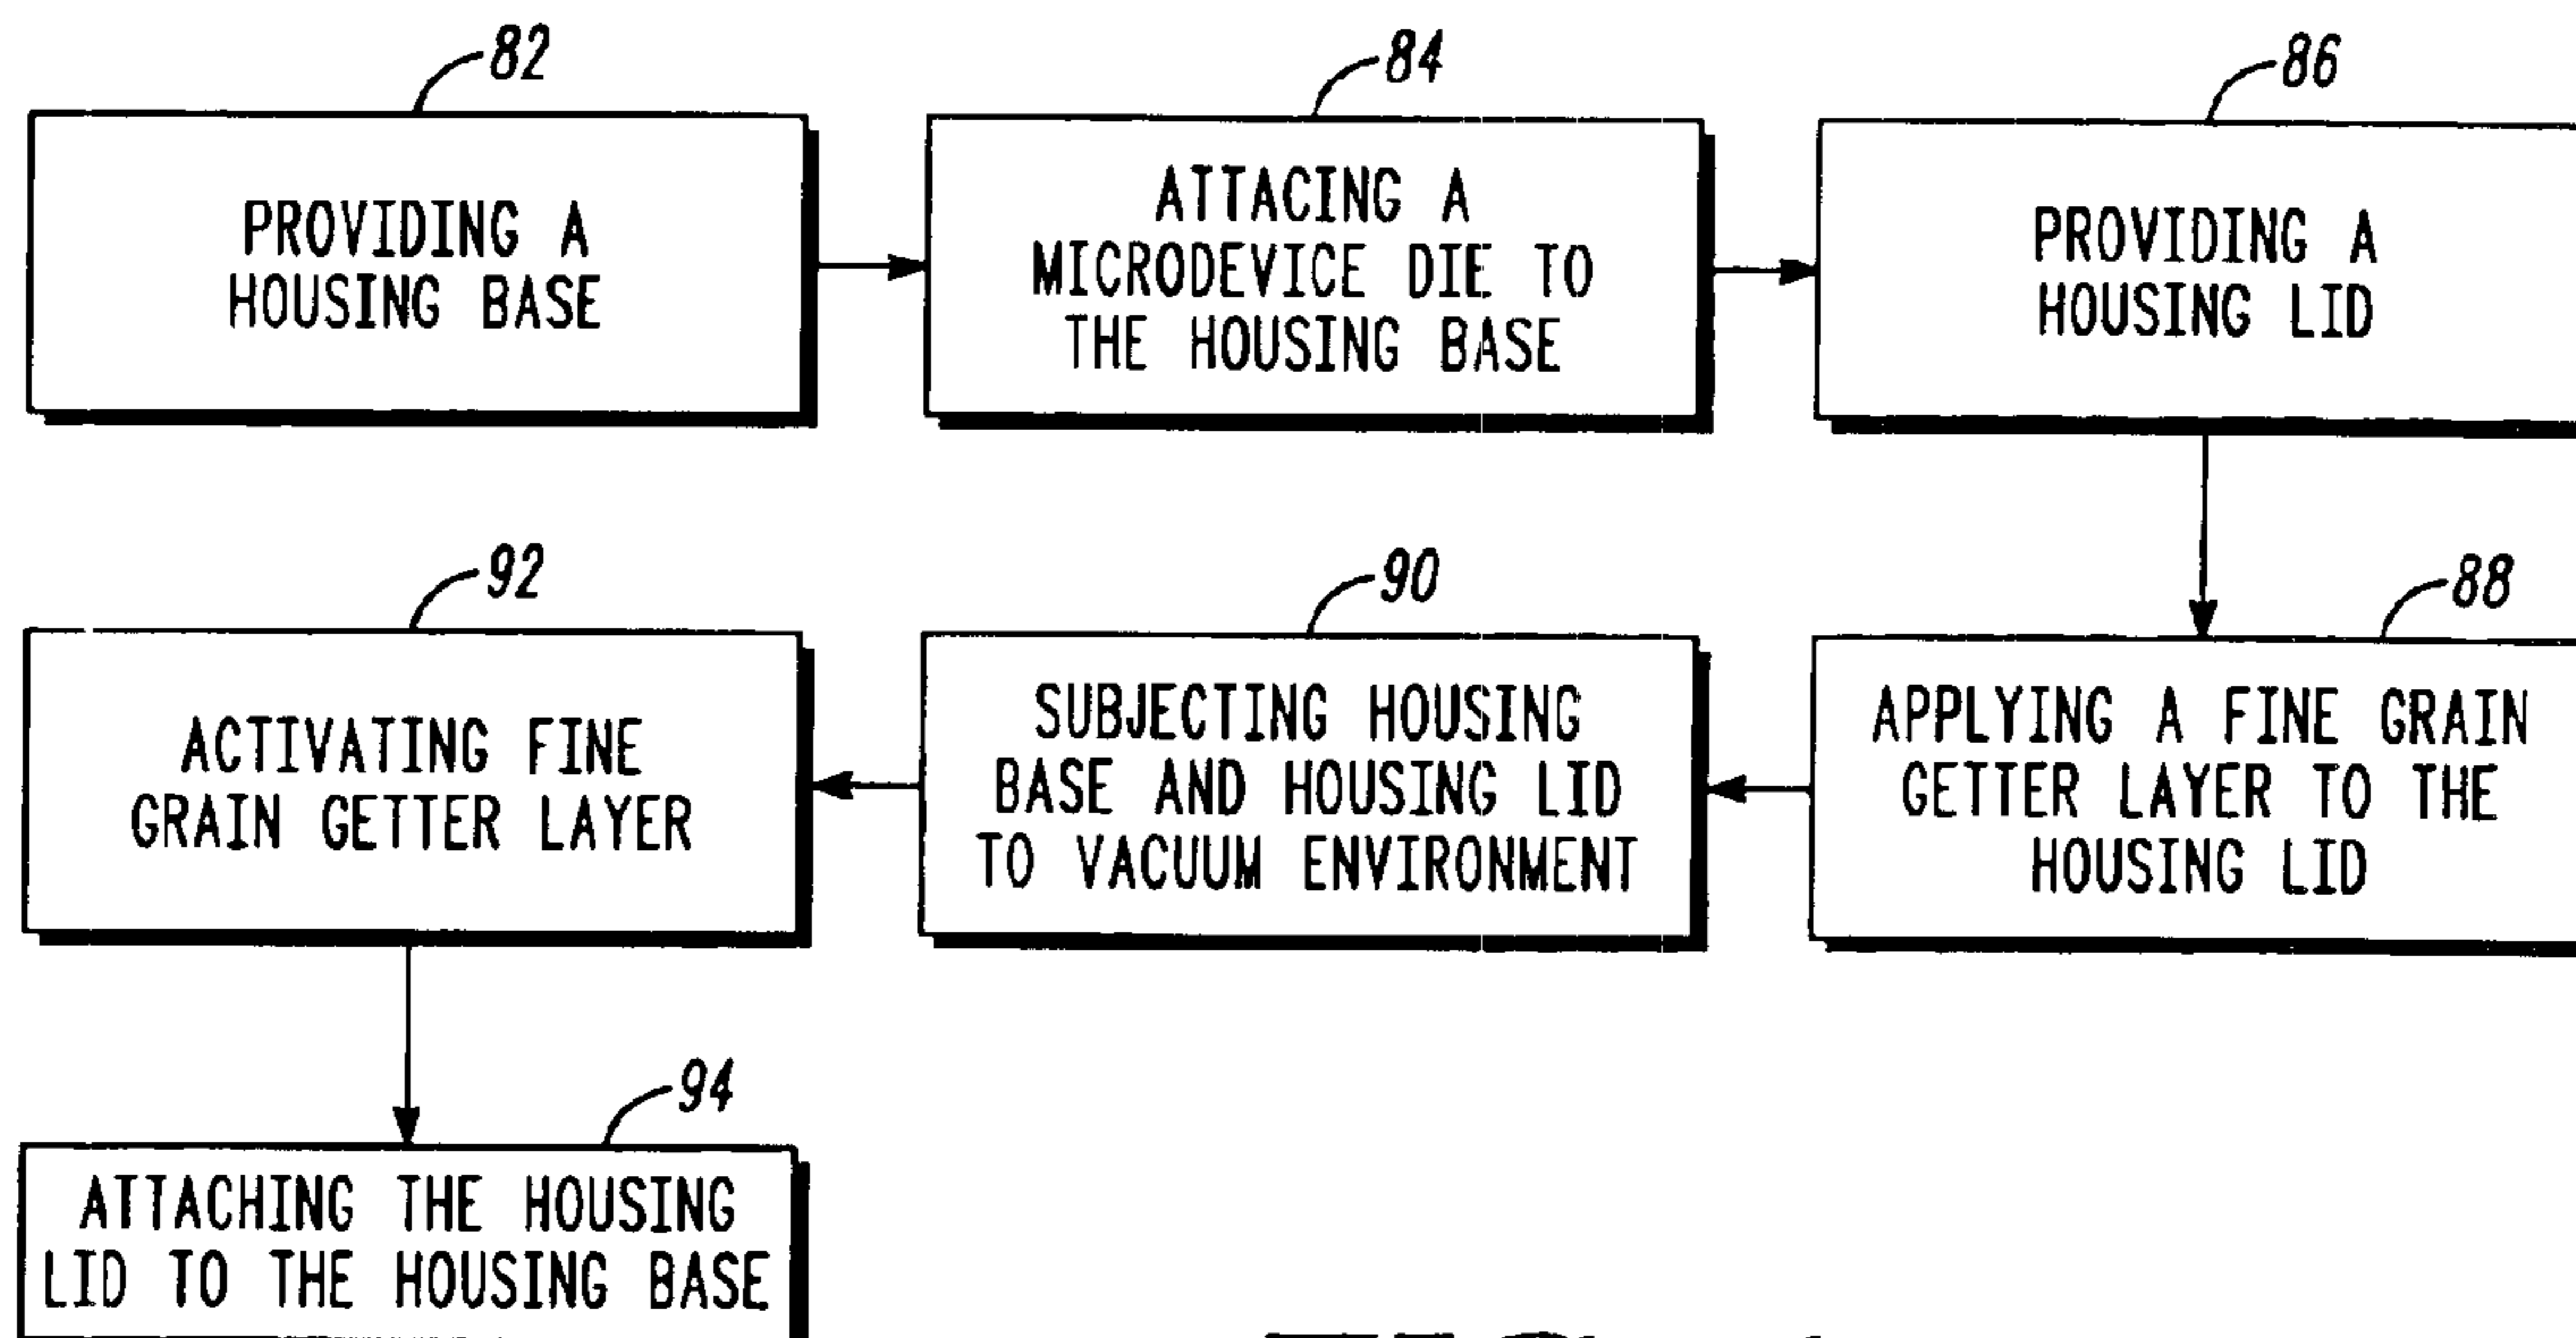 82
PROVIDING A
HOUSING BASE
84
ATTACING A
MICRODEVICE DIE TO
THE HOUSING BASE
86
PROVIDING A
HOUSING LID
88
APPLYING A FINE GRAIN
GETTER LAYER TO THE
HOUSING LID
90
SUBJECTING HOUSING
BASE AND HOUSING LID
TO VACUUM ENVIRONMENT
92
ACTIVATING FINE
GRAIN GETTER LAYER
94
ATTACHING THE HOUSING
LID TO THE HOUSING BASE